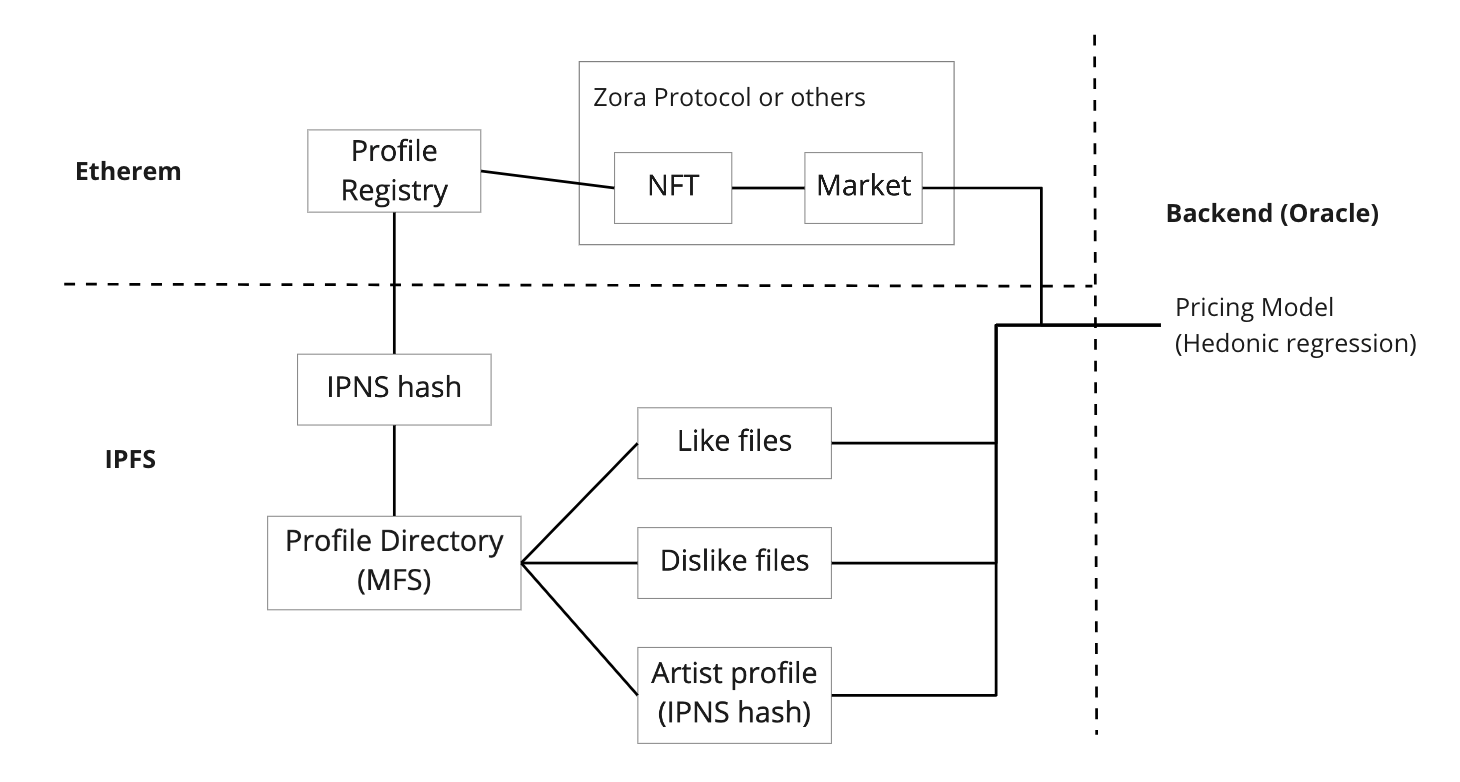 Zora Protocol or others
Etherem
Profile
Registry
NFT
Market
Backend (Oracle)
Pricing Model
(Hedonic regression)
IPNS hash
IPFS
Like files
Profile Directory
(MFS)
Dislike files
Artist profile
(IPNS hash)